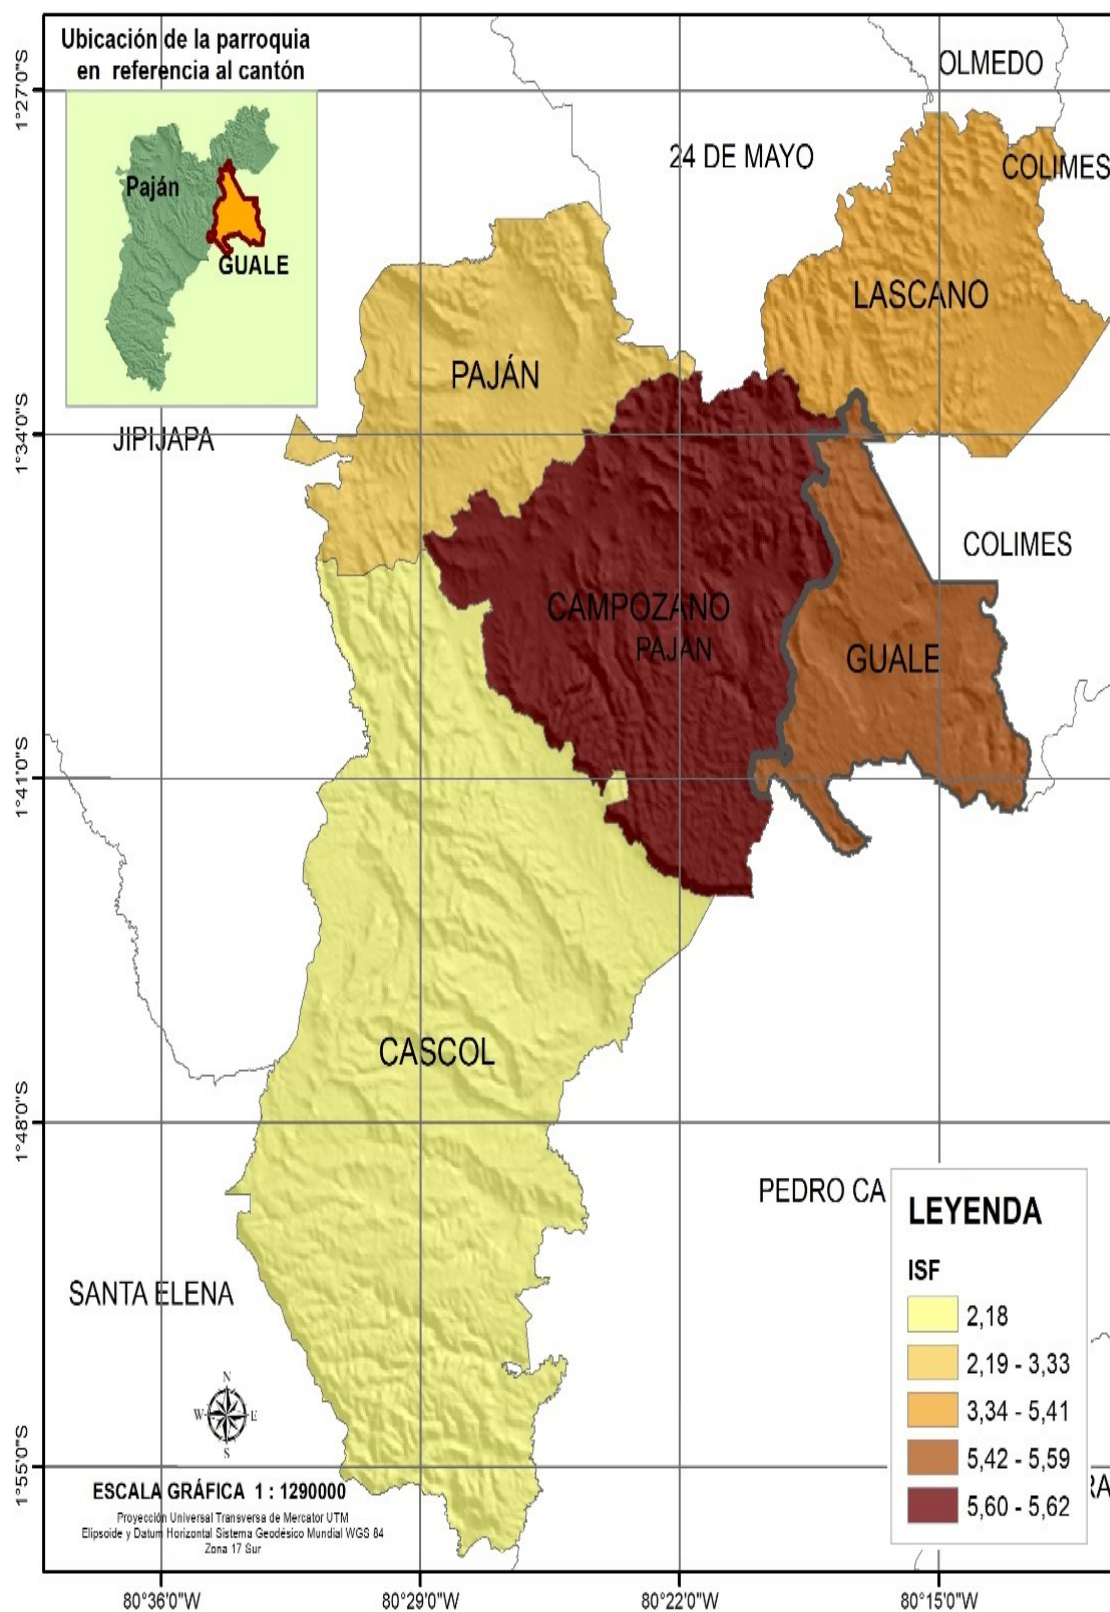 Ubicación de la parroquia
en referencia al cantón
Paján
GUALE
OLMEDO
24 DE MAYO
COLIMES
LASCANO
PAJÁN
JIPIJAPA
COLIMES
CAMPOZANO
PAJAN
GUALE
CASCOL
PEDRO CA
SANTA ELENA
RA
LEYENDA
ISF
2,18
2,19 - 3,33
3,34 - 5,41
5,42 - 5,59
5,60 - 5,62
N
W E
S
ESCALA GRÁFICA 1 : 1290000
Proyección Universal Transversa de Mercator UTM
Elipsoide y Datum Horizontal Sistema Geodésico Mundial WGS 84
Zona 17 Sur
1°27'0"S
1°34'0"S
1°41'0"S
1°48'0"S
1°55'0"S
80°36'0"W
80°29'0"W
80°22'0"W
80°15'0"W